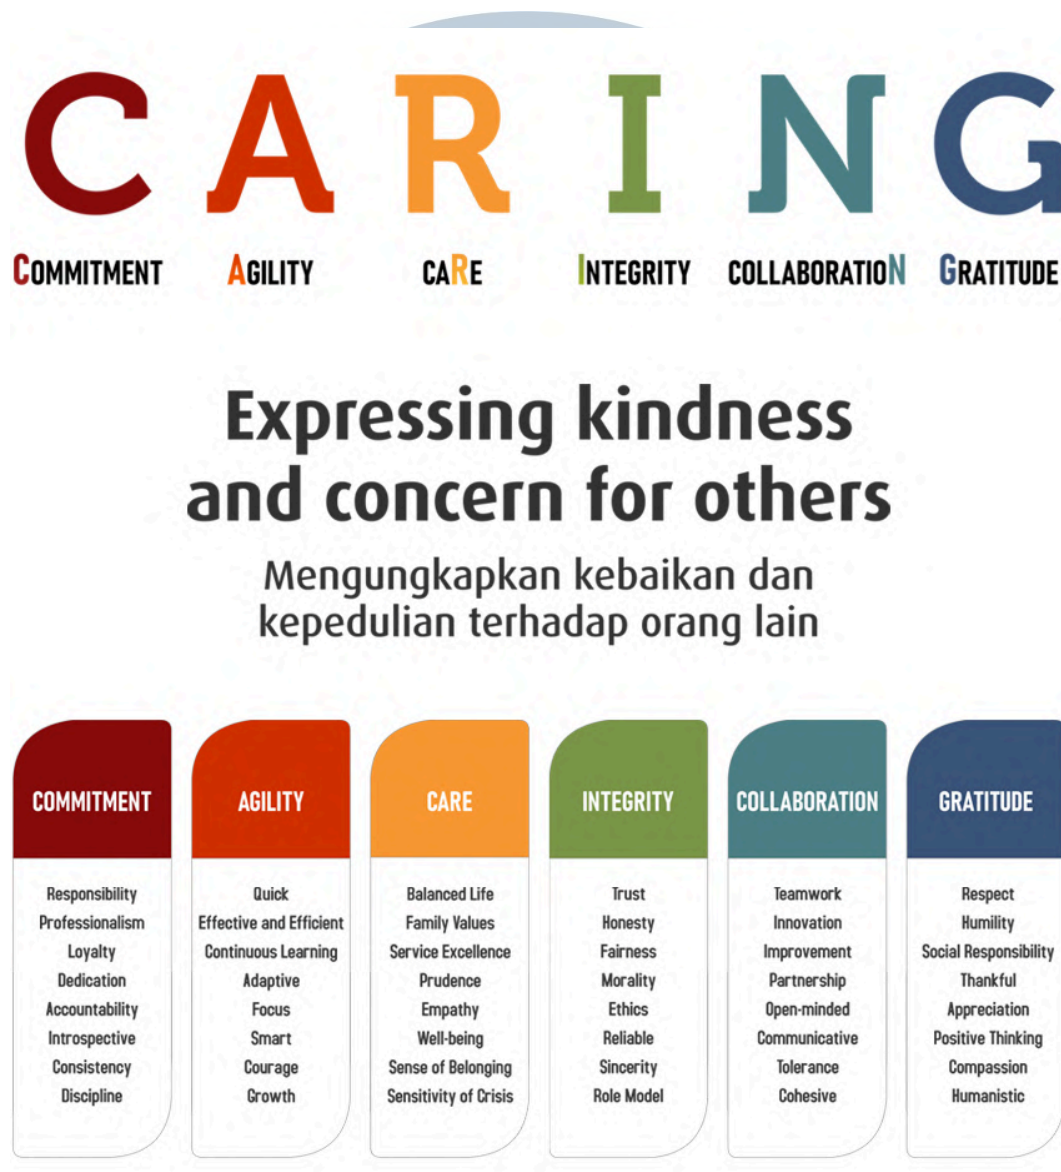 CARING
COMMITMENT AGILITY CARE INTEGRITY COLLABORATION GRATITUDE
Expressing kindness
and concern for others
Mengungkapkan kebaikan dan
kepedulian terhadap orang lain
COMMITMENT
Responsibility
Professionalism
Loyalty
Dedication
Accountability
Introspective
Consistency
Discipline
AGILITY
Quick
Effective and Efficient
Continuous Learning
Adaptive
Focus
Smart
Courage
Growth
CARE
Balanced Life
Family Values
Service Excellence
Prudence
Empathy
Well-being
Sense of Belonging
Sensitivity of Crisis
INTEGRITY
Trust
Honesty
Fairness
Morality
Ethics
Reliable
Sincerity
Role Model
COLLABORATION
Teamwork
Innovation
Improvement
Partnership
Open-minded
Communicative
Tolerance
Cohesive
GRATITUDE
Respect
Humility
Social Responsibility
Thankful
Appreciation
Positive Thinking
Compassion
Humanistic